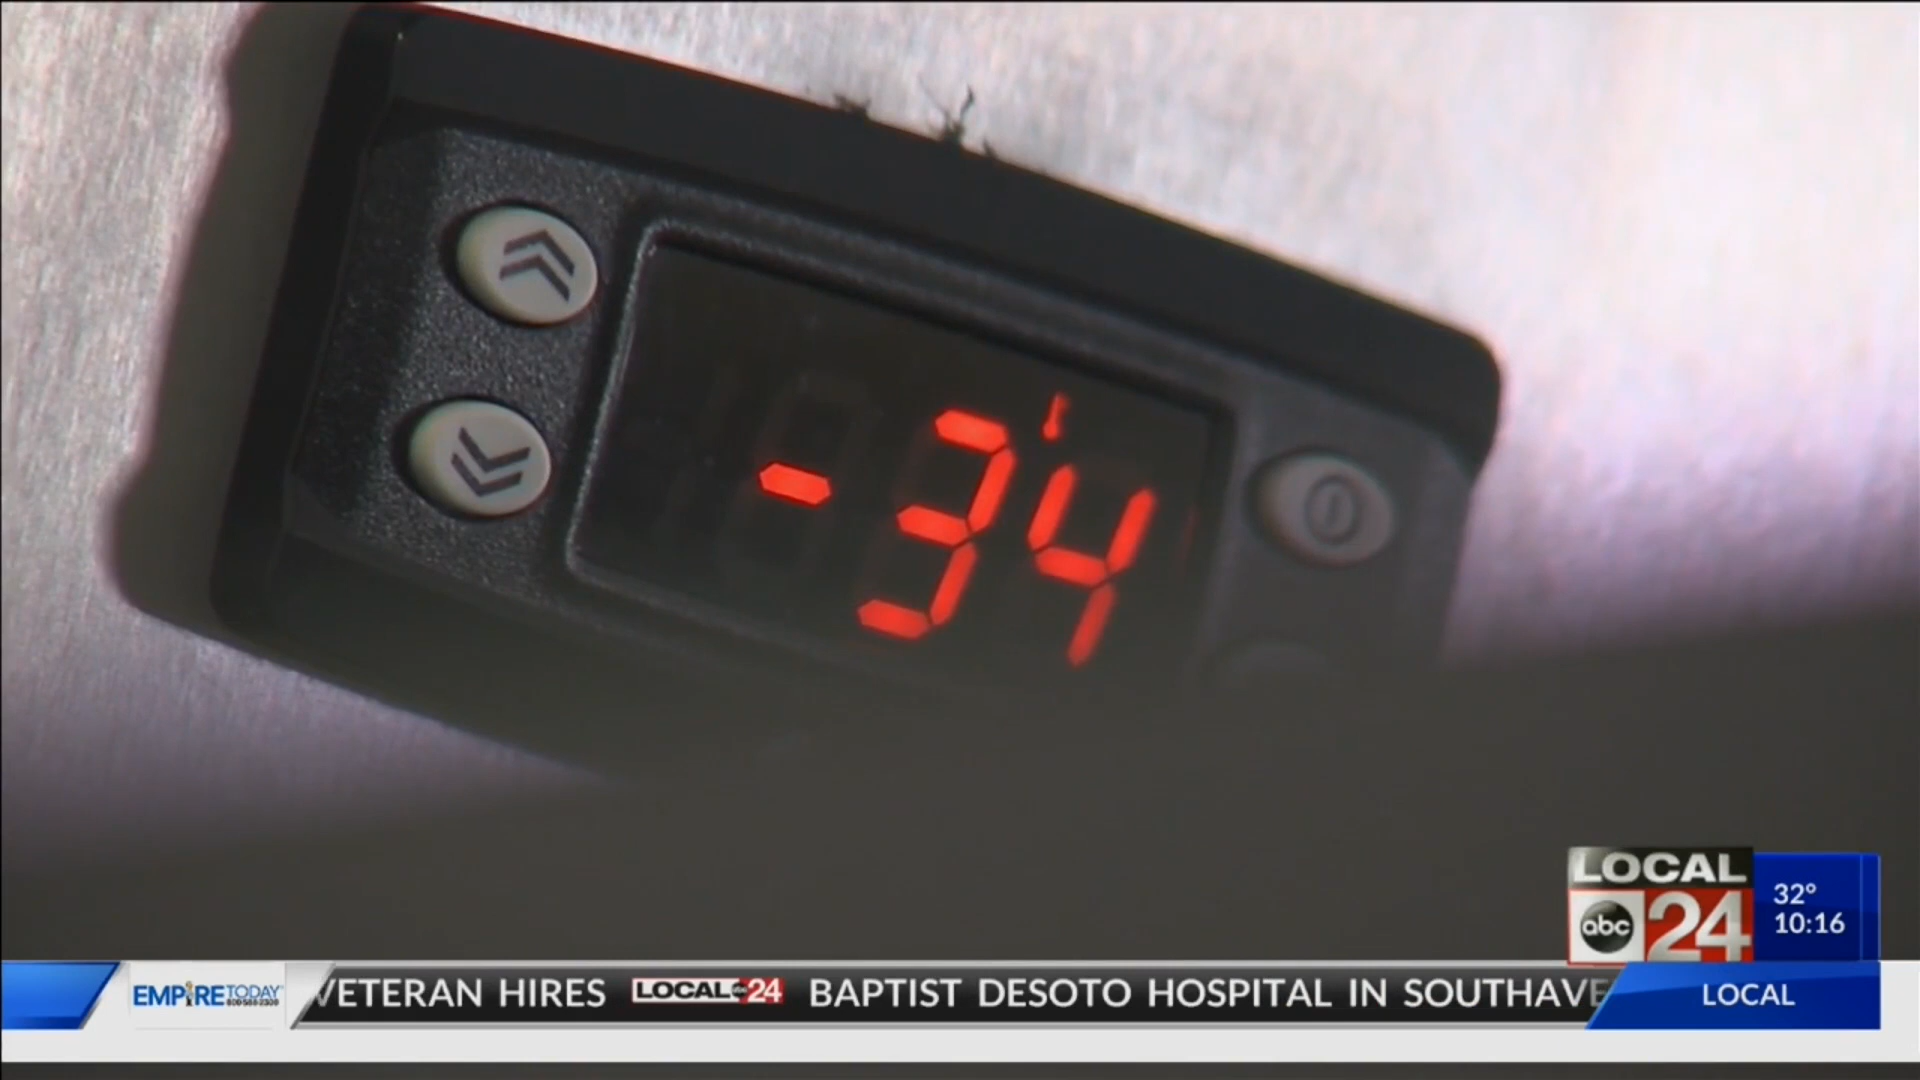 -34
LOCAL
abc 24
32°
10:16
EMPIRE TODAY
VETERAN HIRES LOCAL abc 24 BAPTIST DESOTO HOSPITAL IN SOUTHAVE
LOCAL